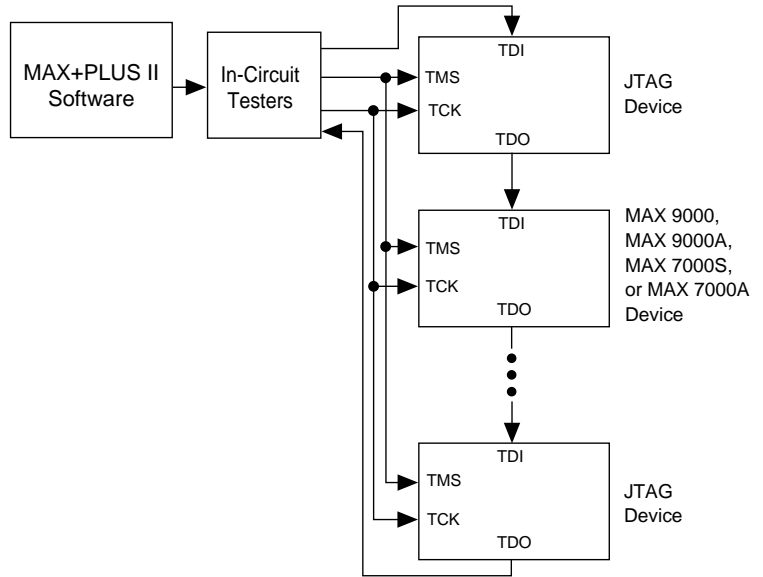 MAX+PLUS II
Software
In-Circuit
Testers
TDI
TMS
TCK
TDO
JTAG
Device
TDI
TMS
TCK
TDO
MAX 9000,
MAX 9000A,
MAX 7000S,
or MAX 7000A
Device
TDI
TMS
TCK
TDO
JTAG
Device